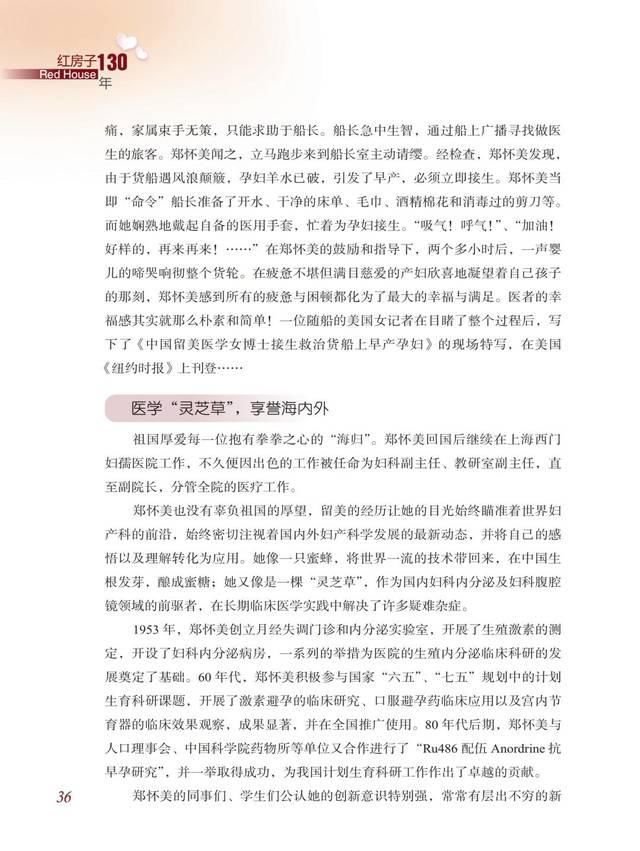 红房子130
Red House
年
痛，家属束手无策，只能求助于船长。船长急中生智，通过船上广播寻找做医
生的旅客。郑怀美闻之，立马跑步来到船长室主动请缨。经检查，郑怀美发现，
由于货船遇风浪颠簸，孕妇羊水已破，引发了早产，必须立即接生。郑怀美当
即“命令”船长准备了开水、干净的床单、毛巾、酒精棉花和消毒过的剪刀等。
而她娴熟地戴起自备的医用手套，忙着为孕妇接生。“吸气！呼气！”、“加油！
好样的，再来再来！……”在郑怀美的鼓励和指导下，两个多小时后，一声婴
儿的啼哭响彻整个货轮。在疲惫不堪但满目慈爱的产妇欣喜地凝望着自己孩子
的那刻，郑怀美感到所有的疲惫与困顿都化为了最大的幸福与满足。医者的幸
福感其实就那么朴素和简单！一位随船的美国女记者在目睹了整个过程后，写
下了《中国留美医学女博士接生救治货船上早产孕妇》的现场特写，在美国
《纽约时报》上刊登……
医学“灵芝草”，享誉海内外
祖国厚爱每一位抱有拳拳之心的“海归”。郑怀美回国后继续在上海西门
妇孺医院工作，不久便因出色的工作被任命为妇科副主任、教研室副主任，直
至副院长，分管全院的医疗工作。
郑怀美也没有辜负祖国的厚望，留美的经历让她的目光始终瞄准着世界妇
产科的前沿，始终密切注视着国内外妇产科学发展的最新动态，并将自己的感
悟以及理解转化为应用。她像一只蜜蜂，将世界一流的技术带回来，在中国生
根发芽，酿成蜜糖；她又像是一棵“灵芝草”，作为国内妇科内分泌及妇科腹腔
镜领域的前驱者，在长期临床医学实践中解决了许多疑难杂症。
1953 年，郑怀美创立月经失调门诊和内分泌实验室，开展了生殖激素的测
定，开设了妇科内分泌病房，一系列的举措为医院的生殖内分泌临床科研的发
展奠定了基础。60 年代，郑怀美积极参与国家“六五”、“七五”规划中的计划
生育科研课题，开展了激素避孕的临床研究、口服避孕药临床应用以及宫内节
育器的临床效果观察，成果显著，并在全国推广使用。80 年代后期，郑怀美与
人口理事会、中国科学院药物所等单位又合作进行了“Ru486 配伍 Anordrine 抗
早孕研究”，并一举取得成功，为我国计划生育科研工作作出了卓越的贡献。
郑怀美的同事们、学生们公认她的创新意识特别强，常常有层出不穷的新
36